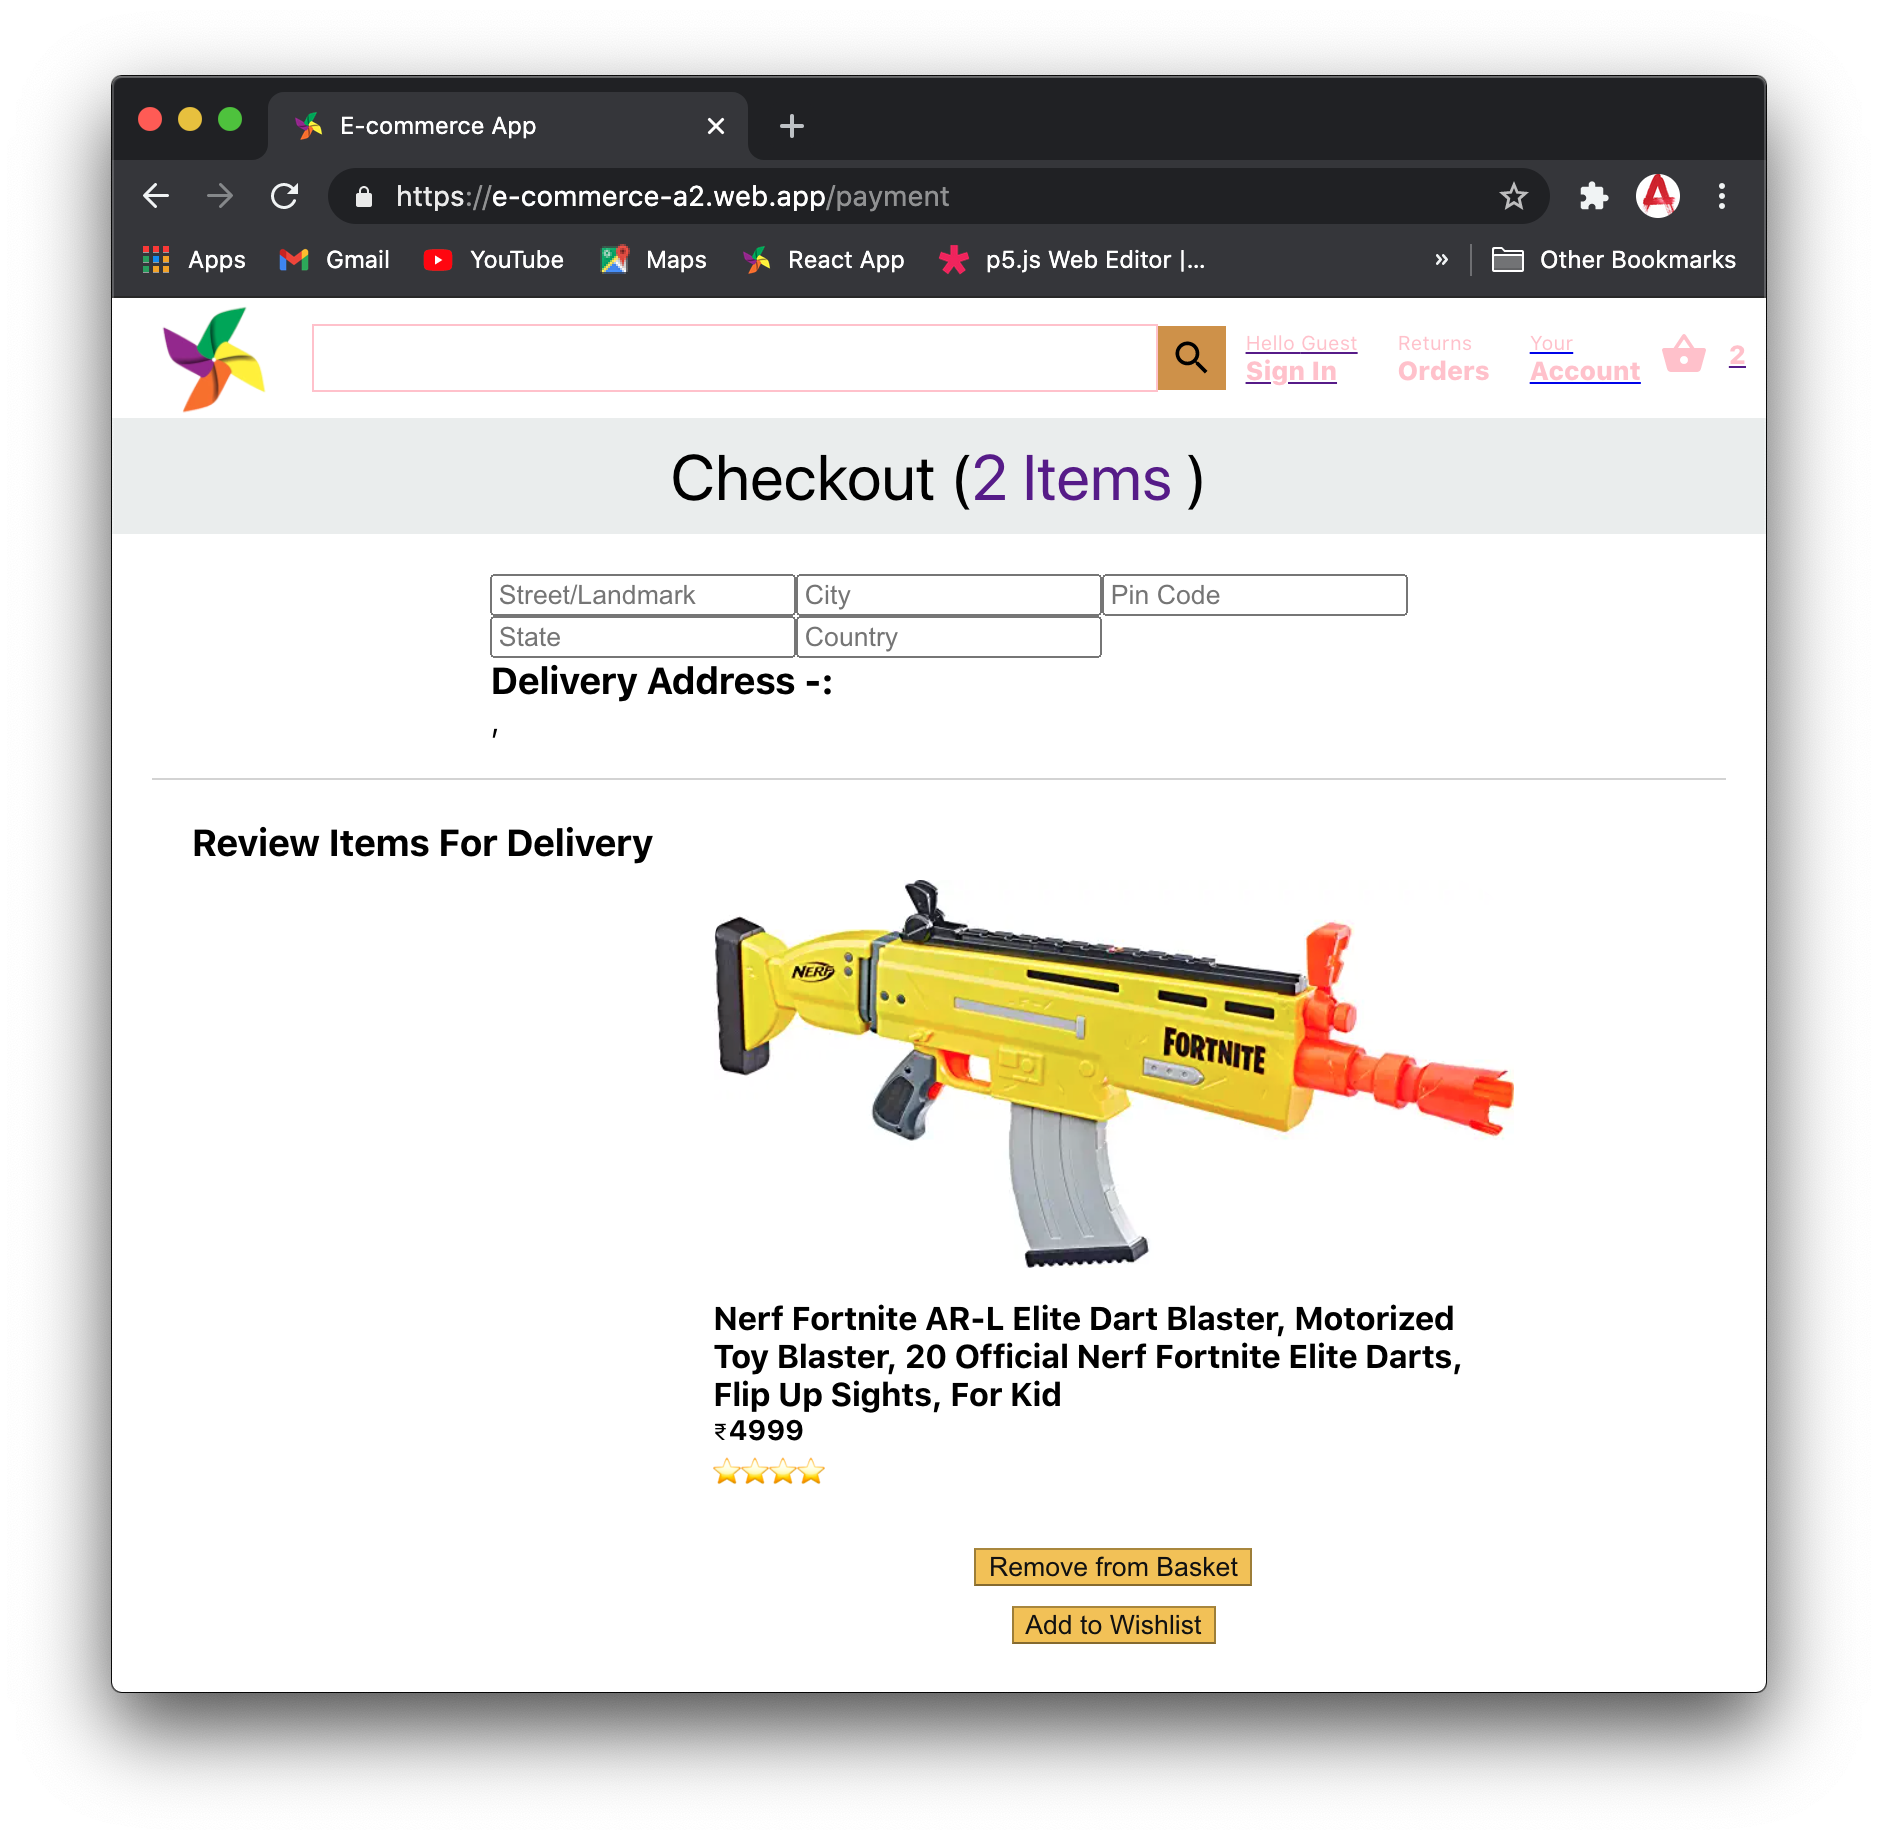 E-commerce App
https://e-commerce-a2.web.app/payment
Apps Gmail YouTube Maps React App p5.js Web Editor |... » Other Bookmarks
Hello Guest Returns Your
Sign In Orders Account 2
Checkout (2 Items )
Street/Landmark City Pin Code
State Country
Delivery Address -:
,
Review Items For Delivery
NERF
FORTNITE
Nerf Fortnite AR-L Elite Dart Blaster, Motorized
Toy Blaster, 20 Official Nerf Fortnite Elite Darts,
Flip Up Sights, For Kid
₹4999
⭐⭐⭐⭐
Remove from Basket
Add to Wishlist